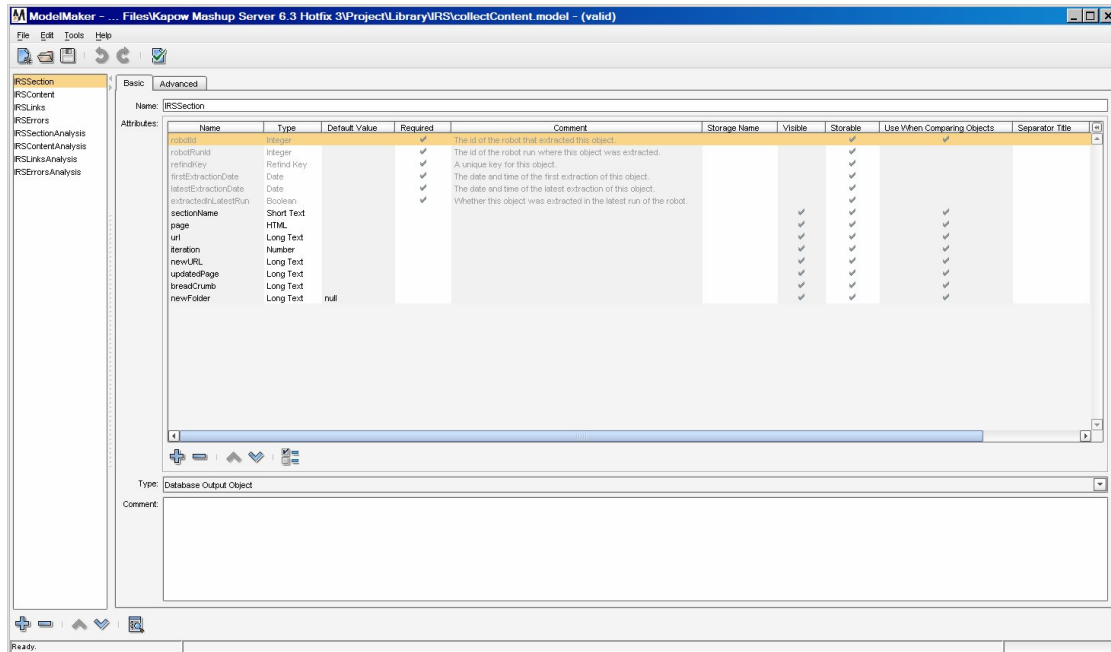 ModelMaker - ... Files\Kapow Mashup Server 6.3 Hotfix 3\Project\Library\IRS\collectContent.model - (valid)
File Edit Tools Help
IRSSection
IRSContent
IRSLinks
IRSErrors
IRSSectionAnalysis
IRSContentAnalysis
IRSLinksAnalysis
IRSErrorsAnalysis
Basic Advanced
Name: IRSSection
Attributes:
Name Type Default Value Required Comment Storage Name Visible Storable Use When Comparing Objects Separator Title
robotId Integer The id of the robot that extracted this object.
robotRunId Integer The id of the robot run where this object was extracted.
refindKey Refind Key A unique key for this object.
firstExtractionDate Date The date and time of the first extraction of this object.
latestExtractionDate Date The date and time of the latest extraction of this object.
extractedInLatestRun Boolean Whether this object was extracted in the latest run of the robot.
sectionName Short Text
page HTML
url Long Text
iteration Number
newURL Long Text
updatedPage Long Text
breadCrumb Long Text
newFolder Long Text null
Type: Database Output Object
Comment:
Ready.